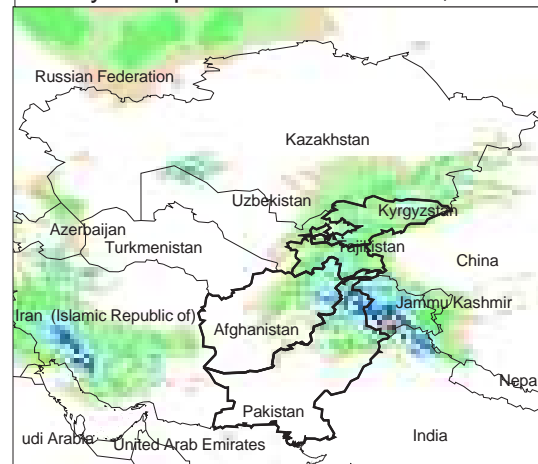 Russian Federation
Kazakhstan
Uzbekistan
Kyrgyzstan
Azerbaijan
Turkmenistan
Tajikistan
China
Iran (Islamic Republic of)
Jammu Kashmir
Afghanistan
Nepa
Pakistan
udi Arabia
United Arab Emirates
India